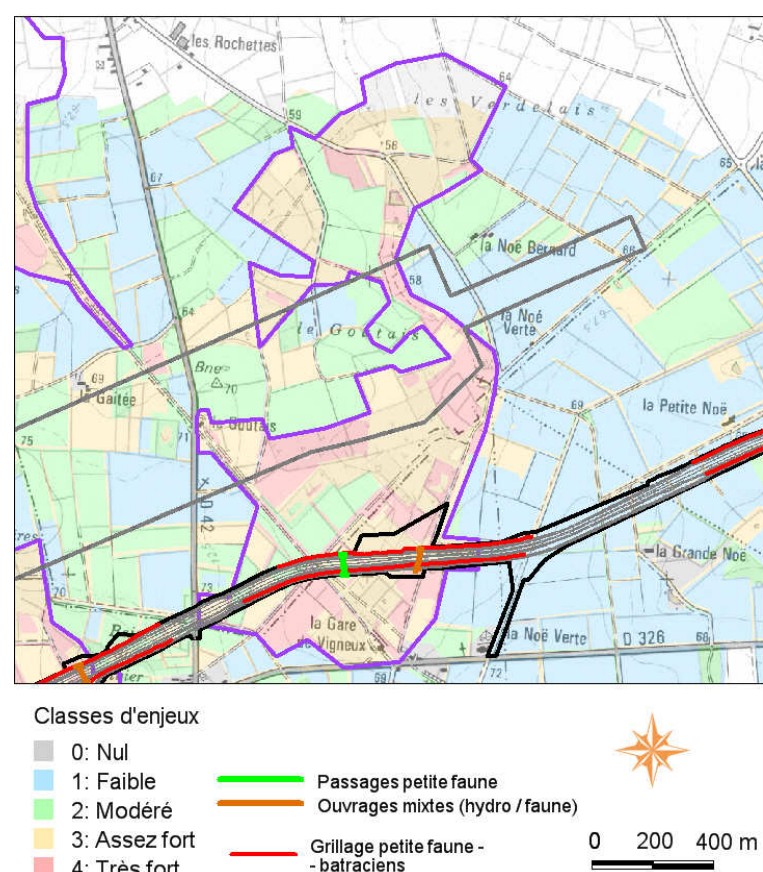 les Rochettes
64
les Verdelais
59
58
65
67
la Noë Bernard
66
58
la Noë
Verte
64
le Goutais
Bne
70
69
la Gaitée
69
la Petite Noë
le Goutais
75
71
D 42
la Grande Noë
73
70
la Gare
de Vigneux
la Noë Verte
D 326
68
69
72
Classes d'enjeux
0: Nul
1: Faible
2: Modéré
3: Assez fort
4: Très fort
Passages petite faune
Ouvrages mixtes (hydro / faune)
Grillage petite faune -
- batraciens
0 200 400 m